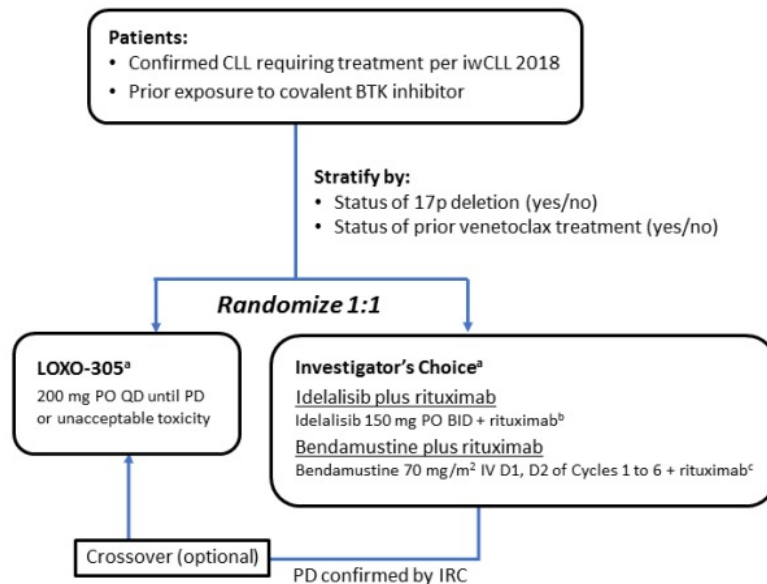 Patients:
• Confirmed CLL requiring treatment per iwCLL 2018
• Prior exposure to covalent BTK inhibitor
Stratify by:
• Status of 17p deletion (yes/no)
• Status of prior venetoclax treatment (yes/no)
Randomize 1:1
LOXO-305ᵃ
200 mg PO QD until PD
or unacceptable toxicity
Investigator's Choiceᵃ
Idelalisib plus rituximab
Idelalisib 150 mg PO BID + rituximabᵇ
Bendamustine plus rituximab
Bendamustine 70 mg/m² IV D1, D2 of Cycles 1 to 6 + rituximabᶜ
Crossover (optional)
PD confirmed by IRC